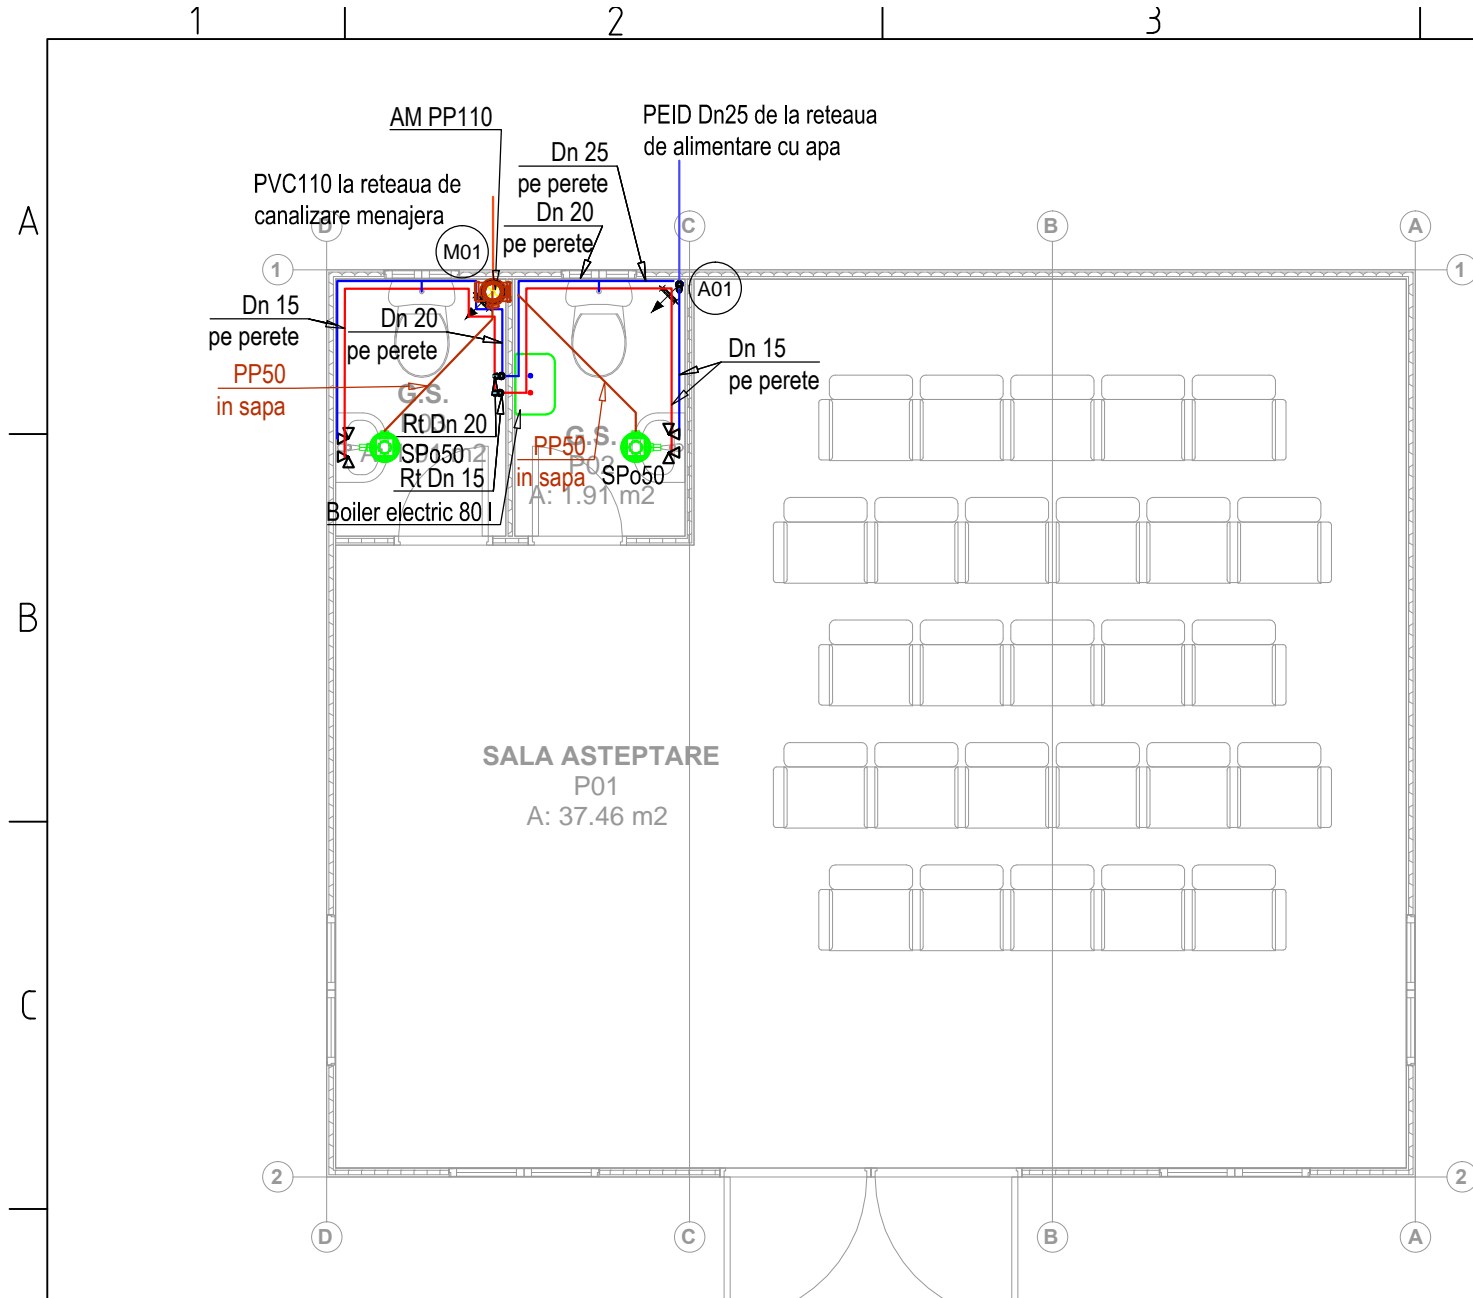 1
2
3
AM PP110
PEID Dn25 de la reteaua
de alimentare cu apa
Dn 25
pe perete
PVC110 la reteaua de
canalizare menajera
Dn 20
pe perete
A
D
C
B
A
M01
1
1
A01
Dn 15
pe perete
Dn 20
pe perete
Dn 15
pe perete
PP50
in sapa
G.S.
Rt Dn 20
SPo50
Rt Dn 15
G.S.
P02
A: 1.91 m2
PP50
in sapa
SPo50
Boiler electric 80 l
B
SALA ASTEPTARE
P01
A: 37.46 m2
C
2
2
D
C
B
A